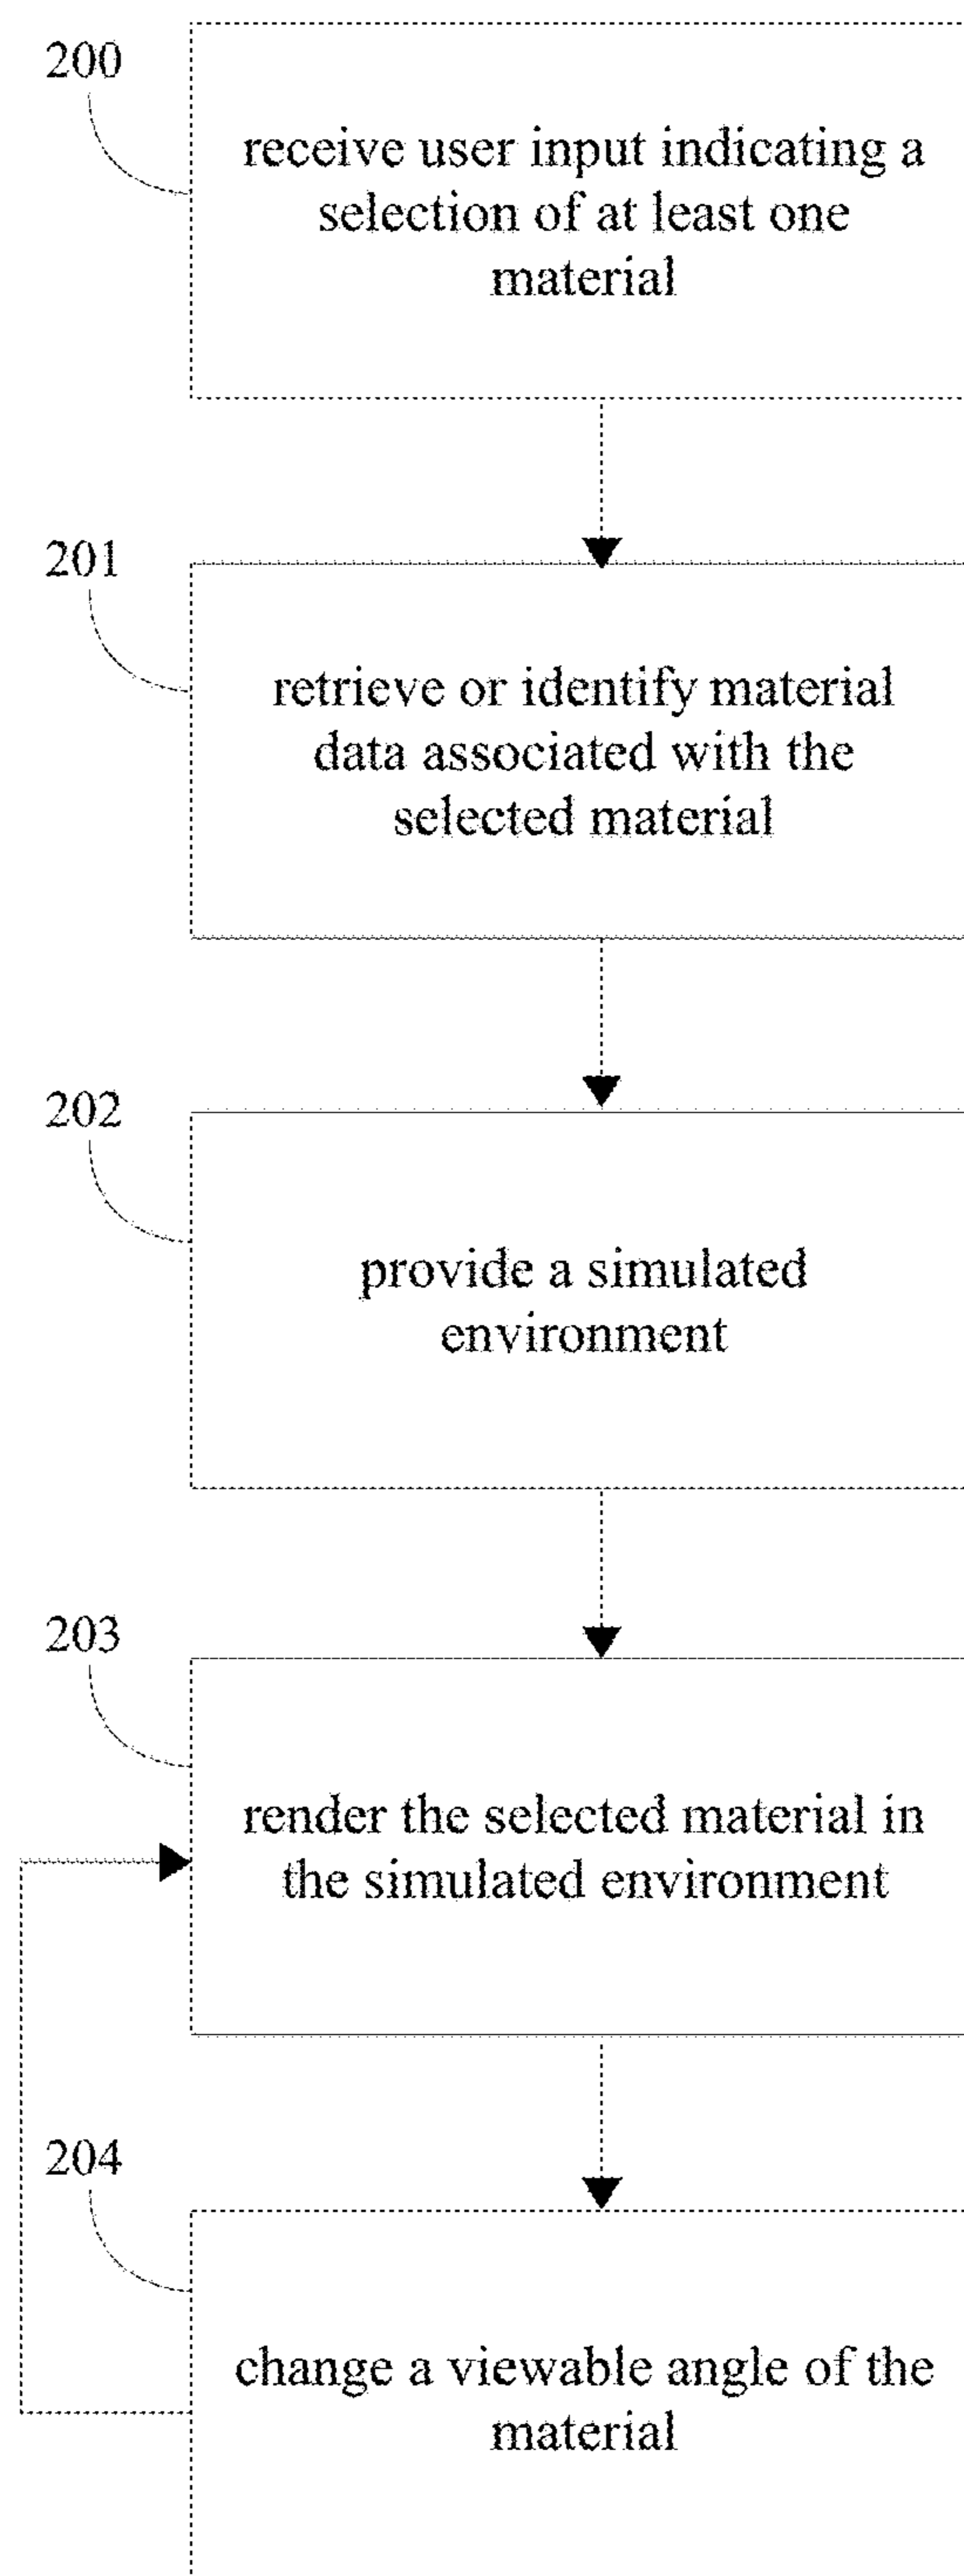 200
receive user input indicating a
selection of at least one
material
201
retrieve or identify material
data associated with the
selected material
202
provide a simulated
environment
203
render the selected material in
the simulated environment
204
change a viewable angle of the
material